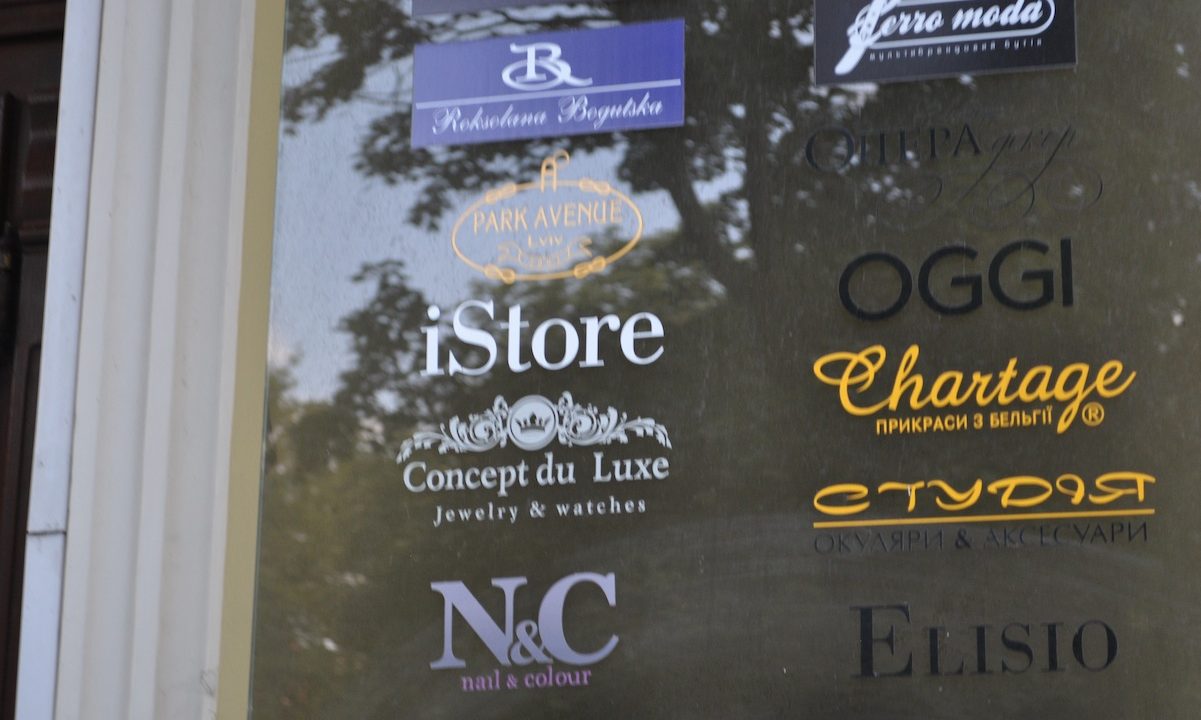 R
Roksolana Bogutska
PARK AVENUE
Lviv
iStore
Concept du Luxe
Jewelry & watches
N&C
nail & colour
ferro moda
мультибрендовий бутік
ОПЕРА
OGGI
Chartage®
ПРИКРАСИ З БЕЛЬГІЇ
СТУДІЯ
ОКУЛЯРИ & АКСЕСУАРИ
ELISIO